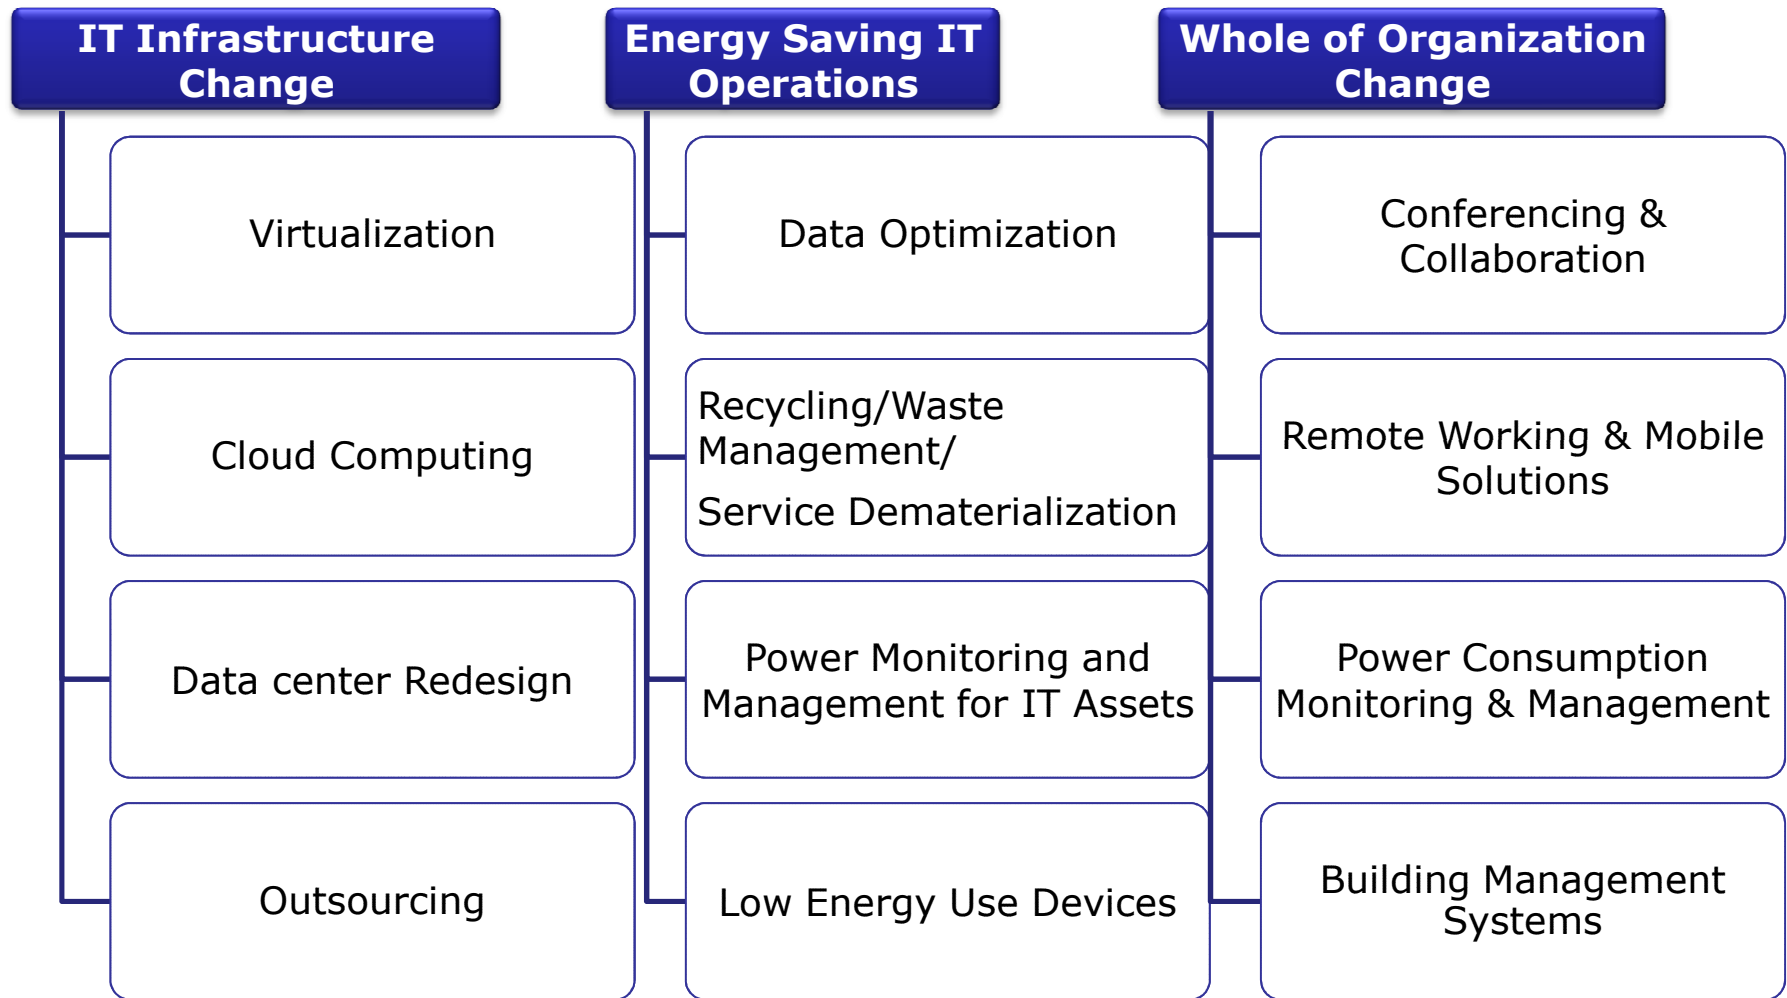 IT Infrastructure
Change
Virtualization
Cloud Computing
Data center Redesign
Outsourcing
Energy Saving IT
Operations
Data Optimization
Recycling/Waste
Management/
Service Dematerialization
Power Monitoring and
Management for IT Assets
Low Energy Use Devices
Whole of Organization
Change
Conferencing &
Collaboration
Remote Working & Mobile
Solutions
Power Consumption
Monitoring & Management
Building Management
Systems